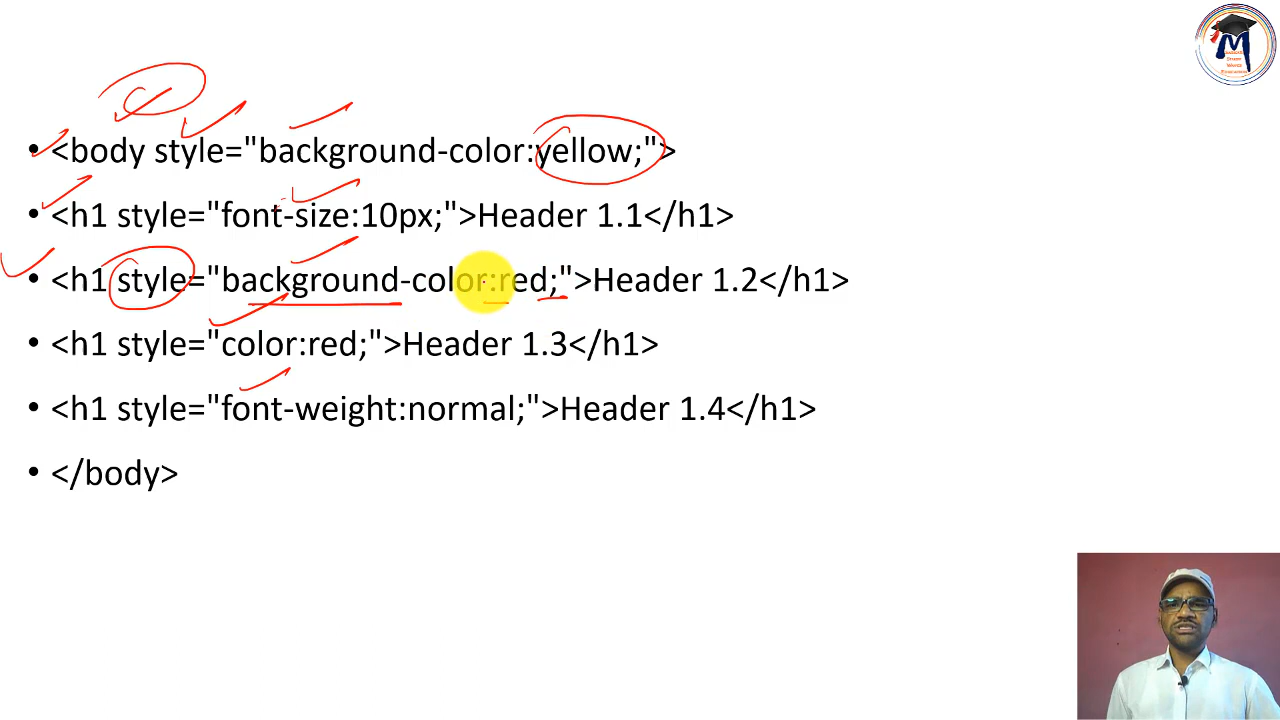 • <body style="background-color:yellow;">
• <h1 style="font-size:10px;">Header 1.1</h1>
• <h1 style="background-color:red;">Header 1.2</h1>
• <h1 style="color:red;">Header 1.3</h1>
• <h1 style="font-weight:normal;">Header 1.4</h1>
• </body>